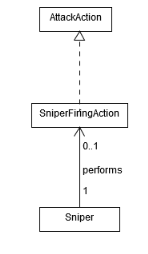 AttackAction
SniperFiringAction
0..1
performs
1
Sniper